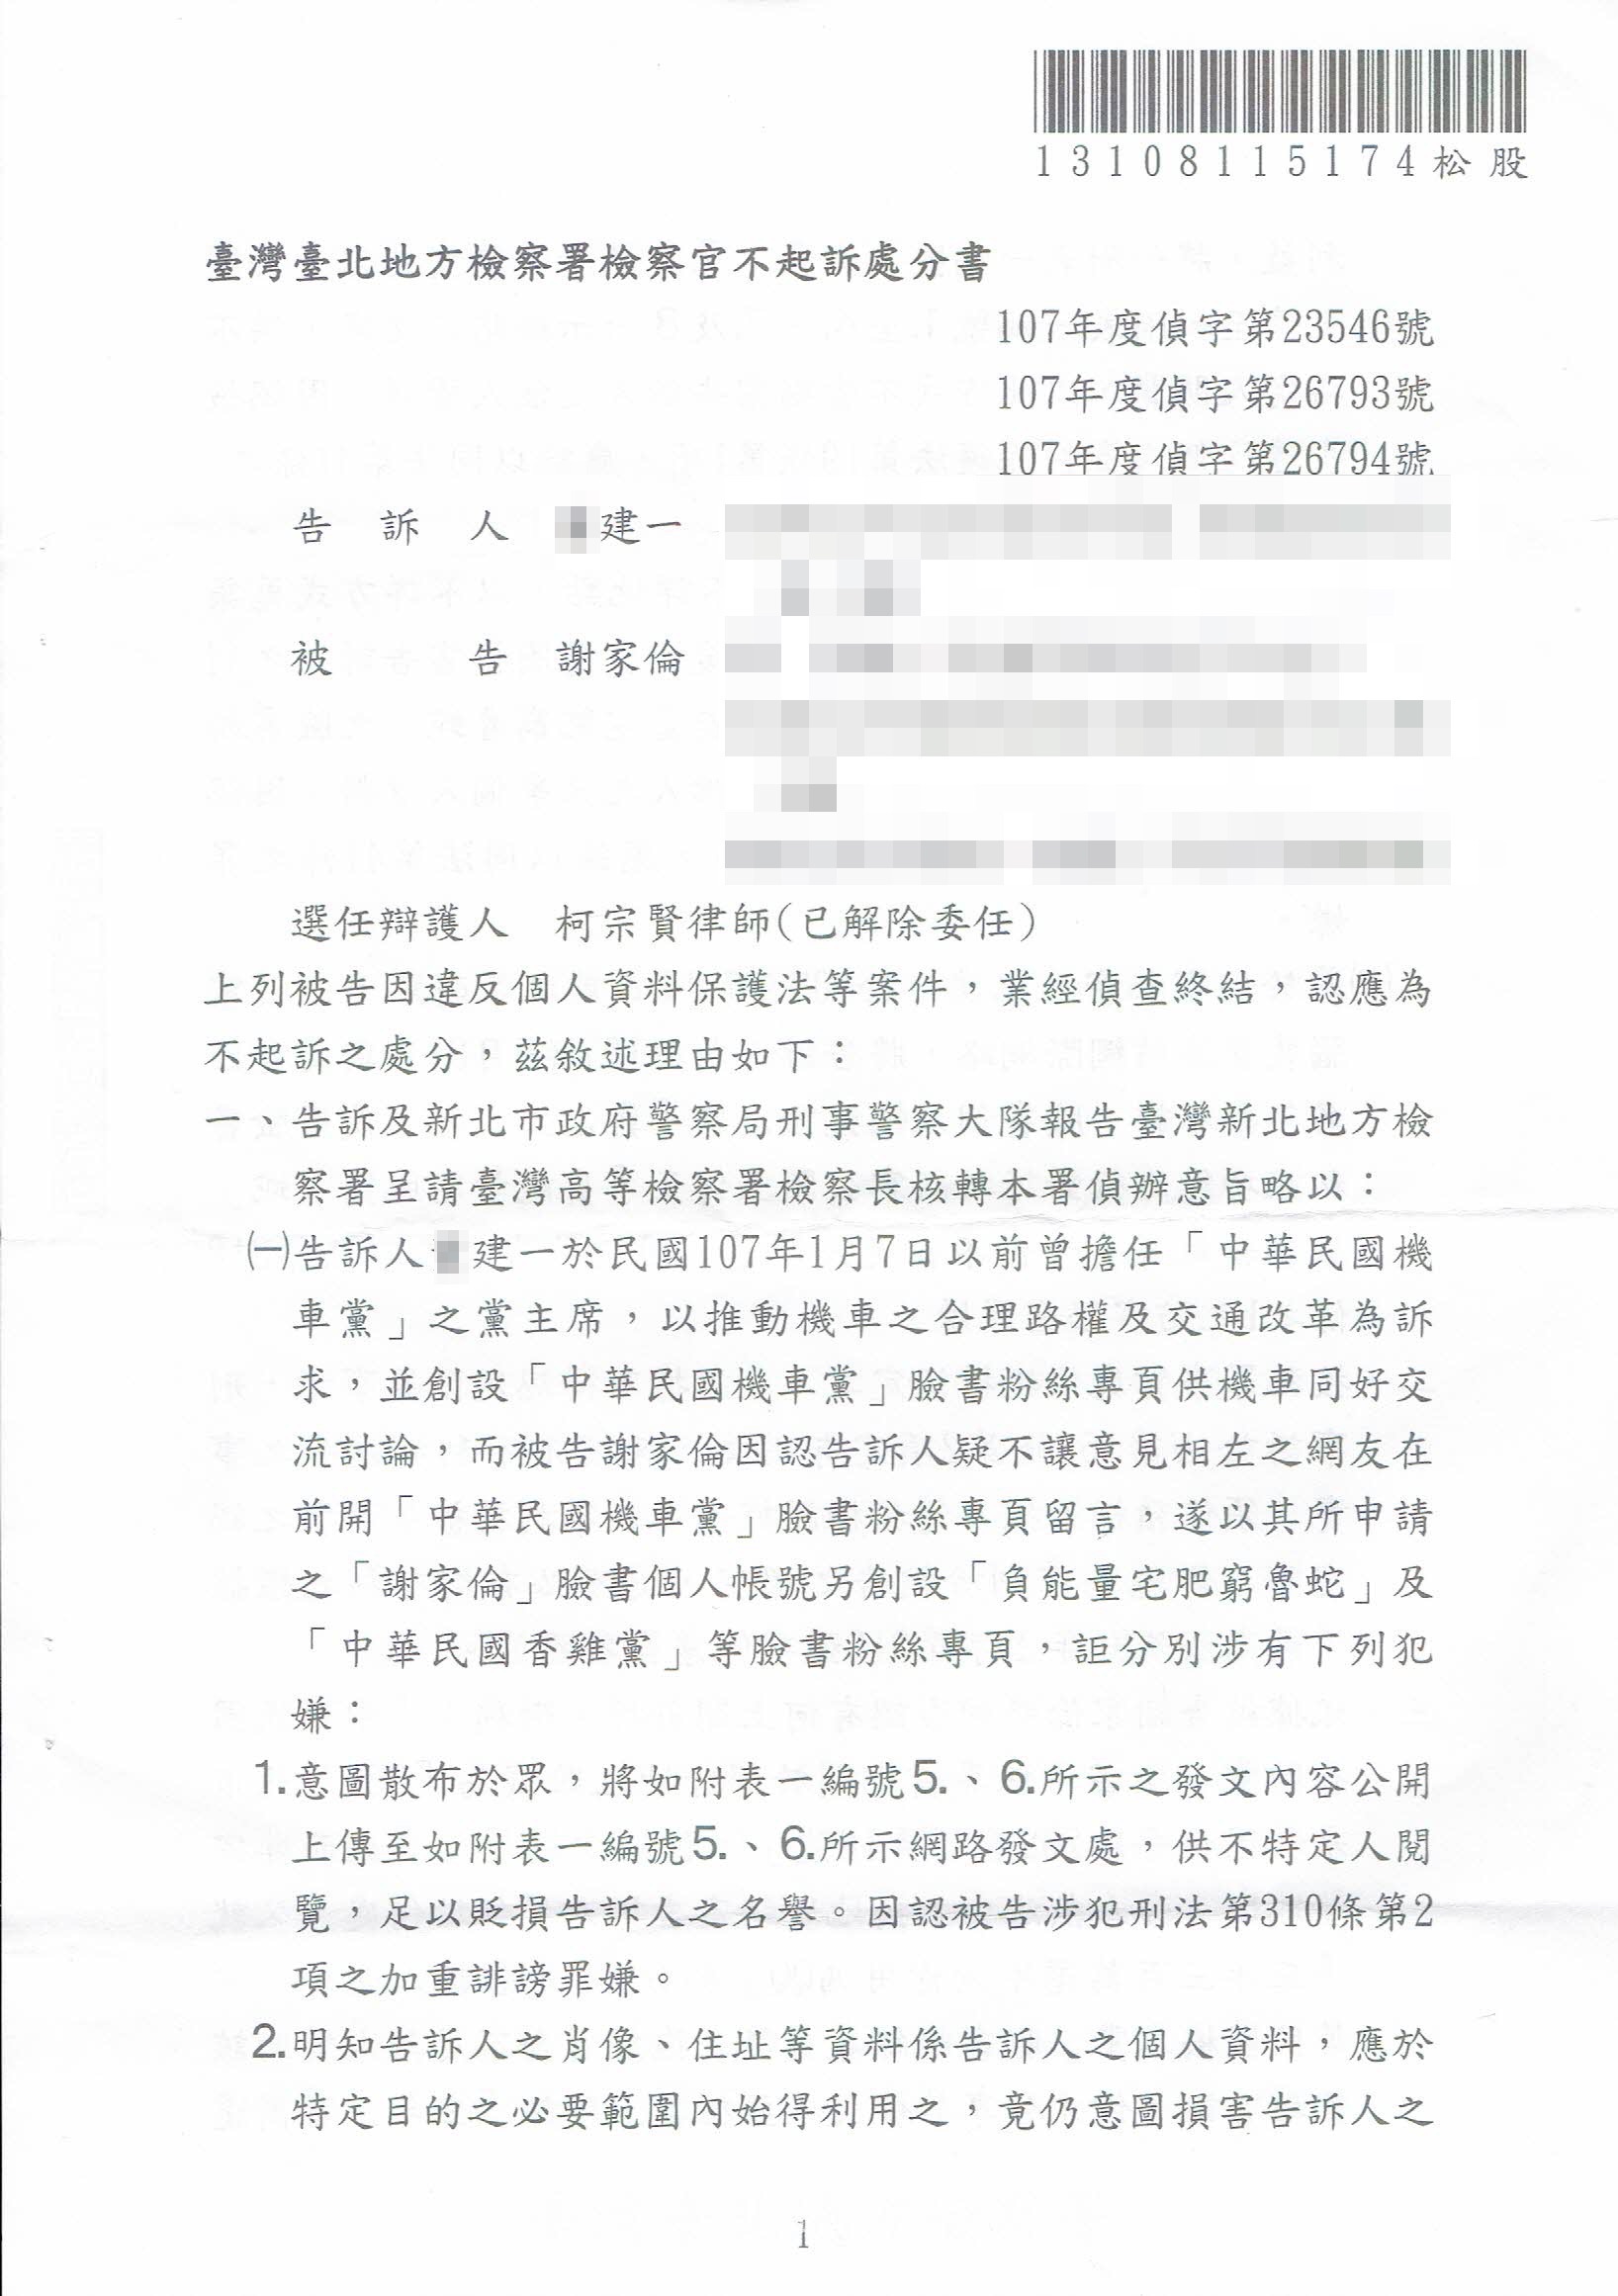 13108115174松股
臺灣臺北地方檢察署檢察官不起訴處分書
107年度偵字第23546號
107年度偵字第26793號
107年度偵字第26794號
告訴人 建一
被告 謝家倫
選任辯護人 柯宗賢律師(已解除委任)
上列被告因違反個人資料保護法等案件，業經偵查終結，認應為
不起訴之處分，茲敘述理由如下：
一、告訴及新北市政府警察局刑事警察大隊報告臺灣新北地方檢
察署呈請臺灣高等檢察署檢察長核轉本署偵辦意旨略以：
㈠告訴人 建一於民國107年1月7日以前曾擔任「中華民國機
車黨」之黨主席，以推動機車之合理路權及交通改革為訴
求，並創設「中華民國機車黨」臉書粉絲專頁供機車同好交
流討論，而被告謝家倫因認告訴人疑不讓意見相左之網友在
前開「中華民國機車黨」臉書粉絲專頁留言，遂以其所申請
之「謝家倫」臉書個人帳號另創設「負能量宅肥窮魯蛇」及
「中華民國香雞黨」等臉書粉絲專頁，詎分別涉有下列犯
嫌：
1.意圖散布於眾，將如附表一編號5.、6.所示之發文內容公開
上傳至如附表一編號5.、6.所示網路發文處，供不特定人閱
覽，足以貶損告訴人之名譽。因認被告涉犯刑法第310條第2
項之加重誹謗罪嫌。
2.明知告訴人之肖像、住址等資料係告訴人之個人資料，應於
特定目的之必要範圍內始得利用之，竟仍意圖損害告訴人之
1